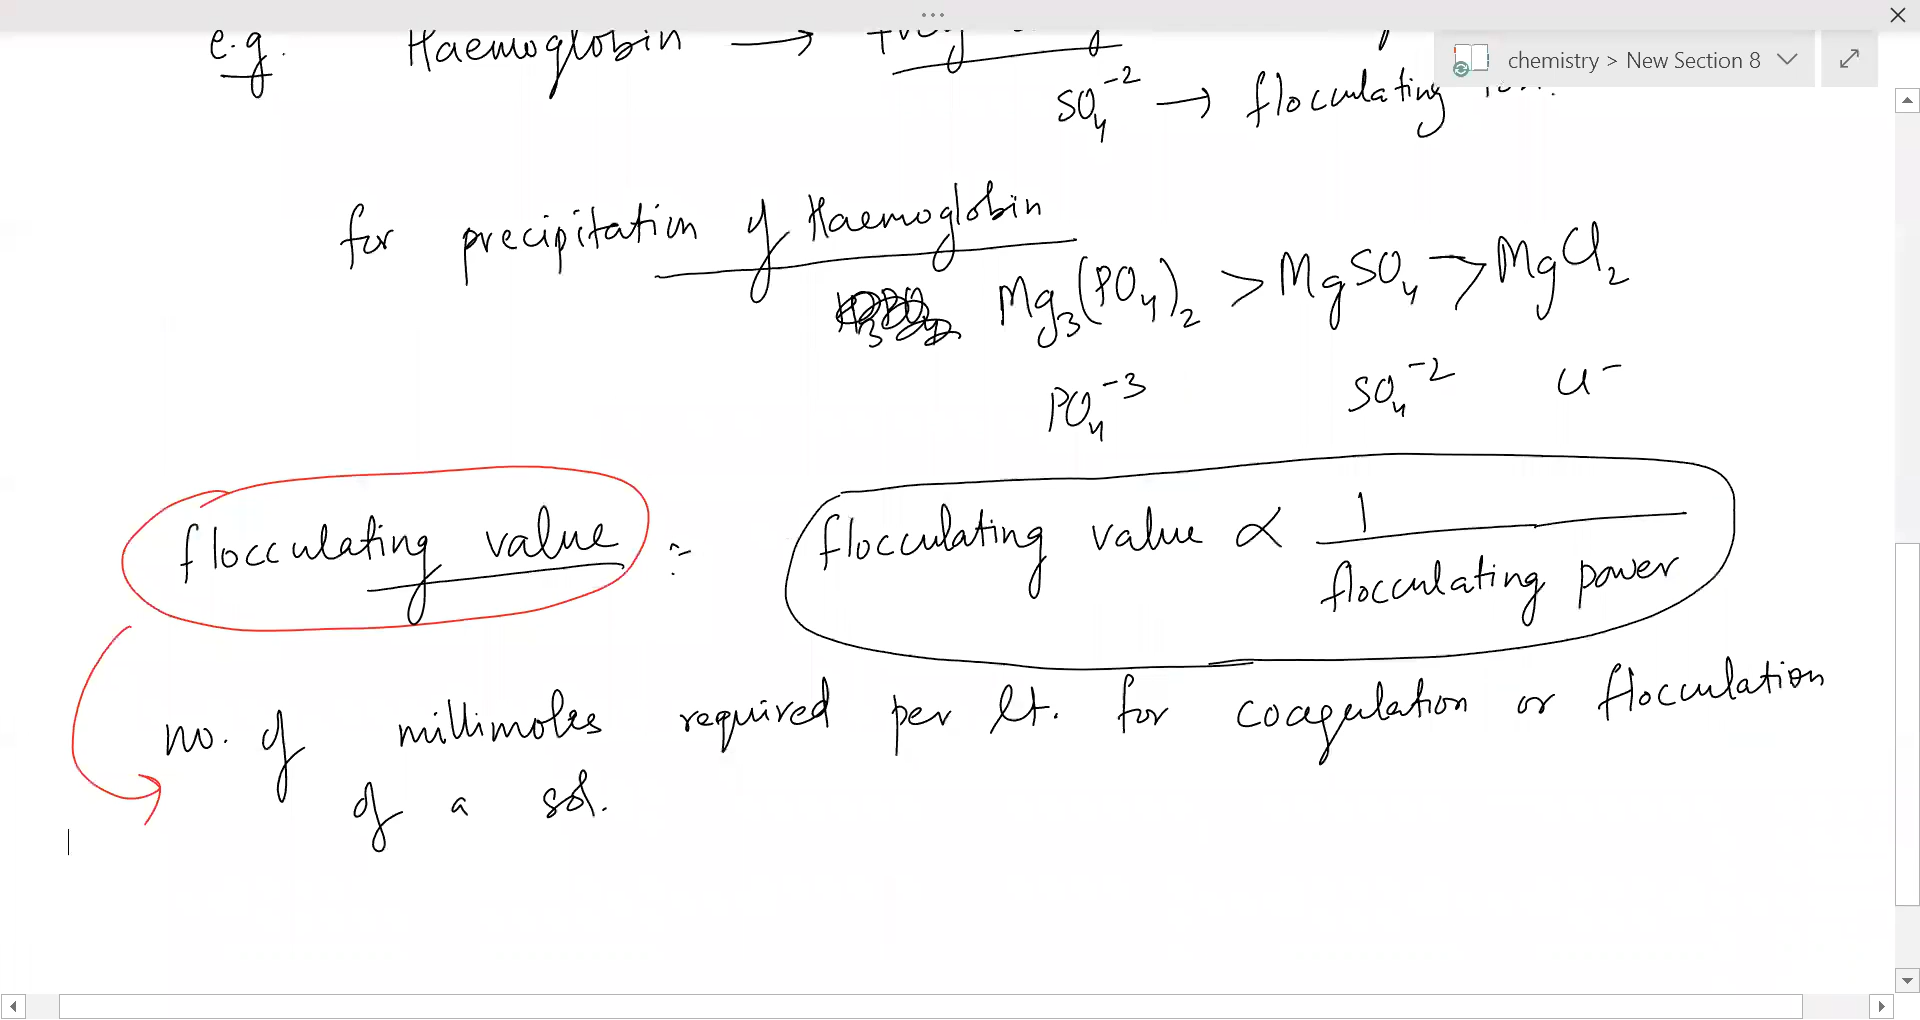 ...
chemistry > New Section 8
e.g. Haemoglobin →
SO₄⁻² → flocculating ion.
for precipitation of Haemoglobin
Mg₃(PO₄)₂ > MgSO₄ > MgCl₂
PO₄⁻³ SO₄⁻² Cl⁻
flocculating value :- flocculating value ∝ 1 / flocculating power
no. of millimoles required per lt. for coagulation or flocculation
of a sol.